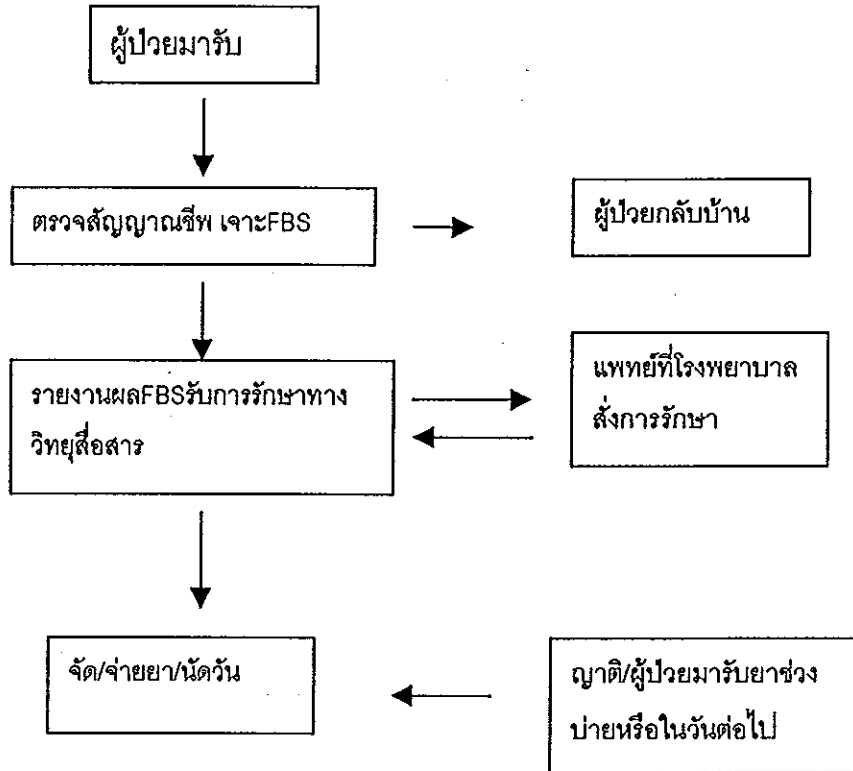 ผู้ป่วยมารับ
ตรวจสัญญาณชีพ เจาะFBS
ผู้ป่วยกลับบ้าน
รายงานผลFBSรับการรักษาทาง
วิทยุสื่อสาร
แพทย์ที่โรงพยาบาล
สั่งการรักษา
จัด/จ่ายยา/นัดวัน
ญาติ/ผู้ป่วยมารับยาช่วง
บ่ายหรือในวันต่อไป